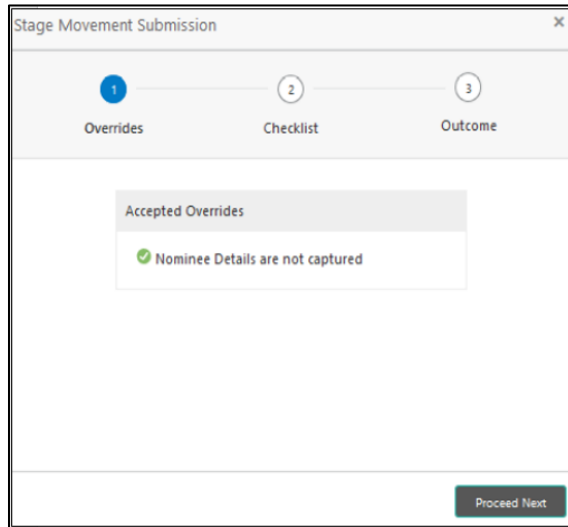 Stage Movement Submission ×
1 2 3
Overrides Checklist Outcome
Accepted Overrides
Nominee Details are not captured
Proceed Next